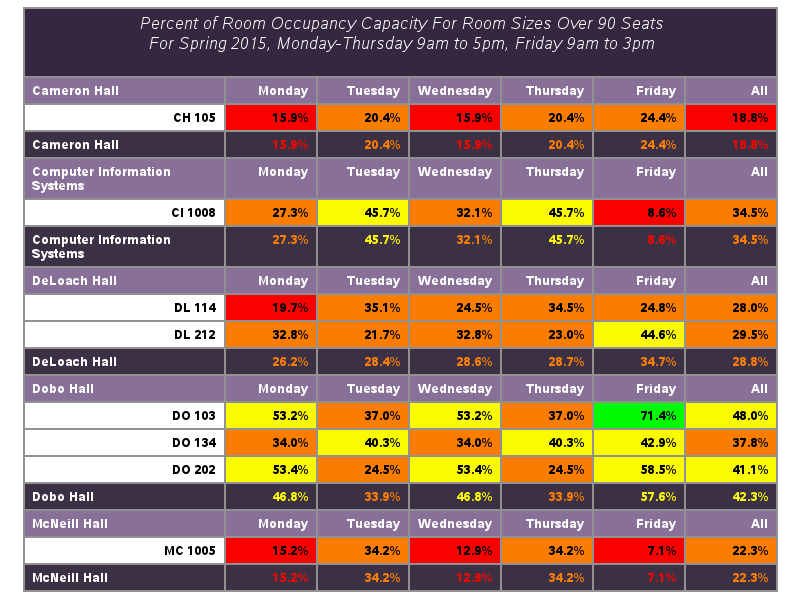 Percent of Room Occupancy Capacity For Room Sizes Over 90 Seats
For Spring 2015, Monday-Thursday 9am to 5pm, Friday 9am to 3pm
Cameron Hall Monday Tuesday Wednesday Thursday Friday All
CH 105 15.9% 20.4% 15.9% 20.4% 24.4% 18.8%
Cameron Hall 15.9% 20.4% 15.9% 20.4% 24.4% 18.8%
Computer Information Monday Tuesday Wednesday Thursday Friday All
Systems
CI 1008 27.3% 45.7% 32.1% 45.7% 8.6% 34.5%
Computer Information 27.3% 45.7% 32.1% 45.7% 8.6% 34.5%
Systems
DeLoach Hall Monday Tuesday Wednesday Thursday Friday All
DL 114 19.7% 35.1% 24.5% 34.5% 24.8% 28.0%
DL 212 32.8% 21.7% 32.8% 23.0% 44.6% 29.5%
DeLoach Hall 26.2% 28.4% 28.6% 28.7% 34.7% 28.8%
Dobo Hall Monday Tuesday Wednesday Thursday Friday All
DO 103 53.2% 37.0% 53.2% 37.0% 71.4% 48.0%
DO 134 34.0% 40.3% 34.0% 40.3% 42.9% 37.8%
DO 202 53.4% 24.5% 53.4% 24.5% 58.5% 41.1%
Dobo Hall 46.8% 33.9% 46.8% 33.9% 57.6% 42.3%
McNeill Hall Monday Tuesday Wednesday Thursday Friday All
MC 1005 15.2% 34.2% 12.9% 34.2% 7.1% 22.3%
McNeill Hall 15.2% 34.2% 12.9% 34.2% 7.1% 22.3%